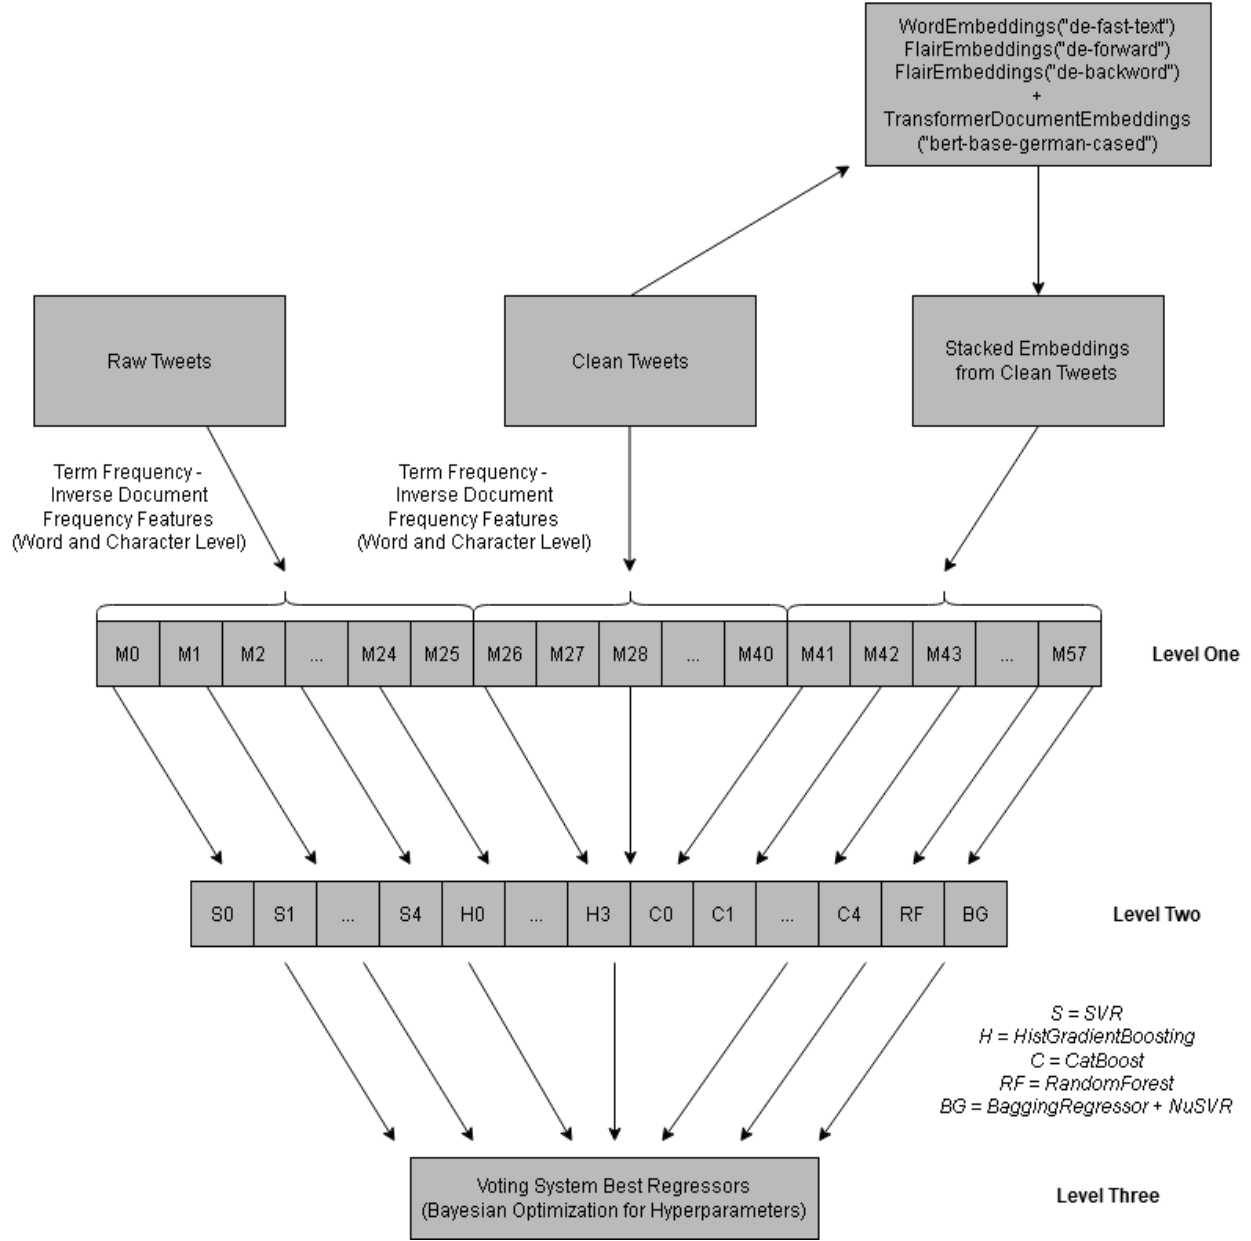 WordEmbeddings("de-fast-text")
FlairEmbeddings("de-forward")
FlairEmbeddings("de-backword")
+
TransformerDocumentEmbeddings
("bert-base-german-cased")
Raw Tweets
Clean Tweets
Stacked Embeddings
from Clean Tweets
Term Frequency -
Inverse Document
Frequency Features
(Word and Character Level)
Term Frequency -
Inverse Document
Frequency Features
(Word and Character Level)
M0 M1 M2 ... M24 M25 M26 M27 M28 ... M40 M41 M42 M43 ... M57
Level One
S0 S1 ... S4 H0 ... H3 C0 C1 ... C4 RF BG
Level Two
S = SVR
H = HistGradientBoosting
C = CatBoost
RF = RandomForest
BG = BaggingRegressor + NuSVR
Voting System Best Regressors
(Bayesian Optimization for Hyperparameters)
Level Three